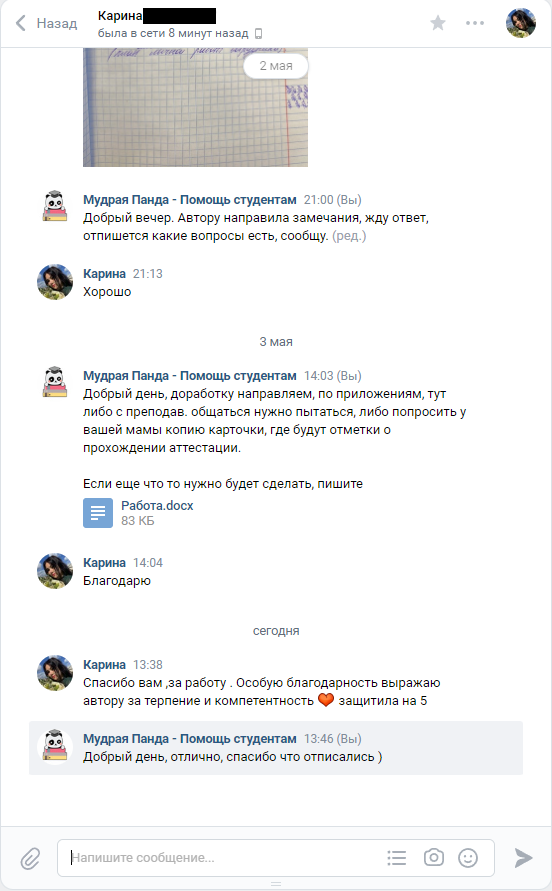 Назад
Карина
была в сети 8 минут назад
2 мая
Мудрая Панда - Помощь студентам 21:00 (Вы)
Добрый вечер. Автору направила замечания, жду ответ,
отпишется какие вопросы есть, сообщу. (ред.)
Карина 21:13
Хорошо
3 мая
Мудрая Панда - Помощь студентам 14:03 (Вы)
Добрый день, доработку направляем, по приложениям, тут
либо с преподав. общаться нужно пытаться, либо попросить у
вашей мамы копию карточки, где будут отметки о
прохождении аттестации.
Если еще что то нужно будет сделать, пишите
Работа.docx
83 КБ
Карина 14:04
Благодарю
сегодня
Карина 13:38
Спасибо вам ,за работу . Особую благодарность выражаю
автору за терпение и компетентность ❤ защитила на 5
Мудрая Панда - Помощь студентам 13:46 (Вы)
Добрый день, отлично, спасибо что отписались )
Напишите сообщение...